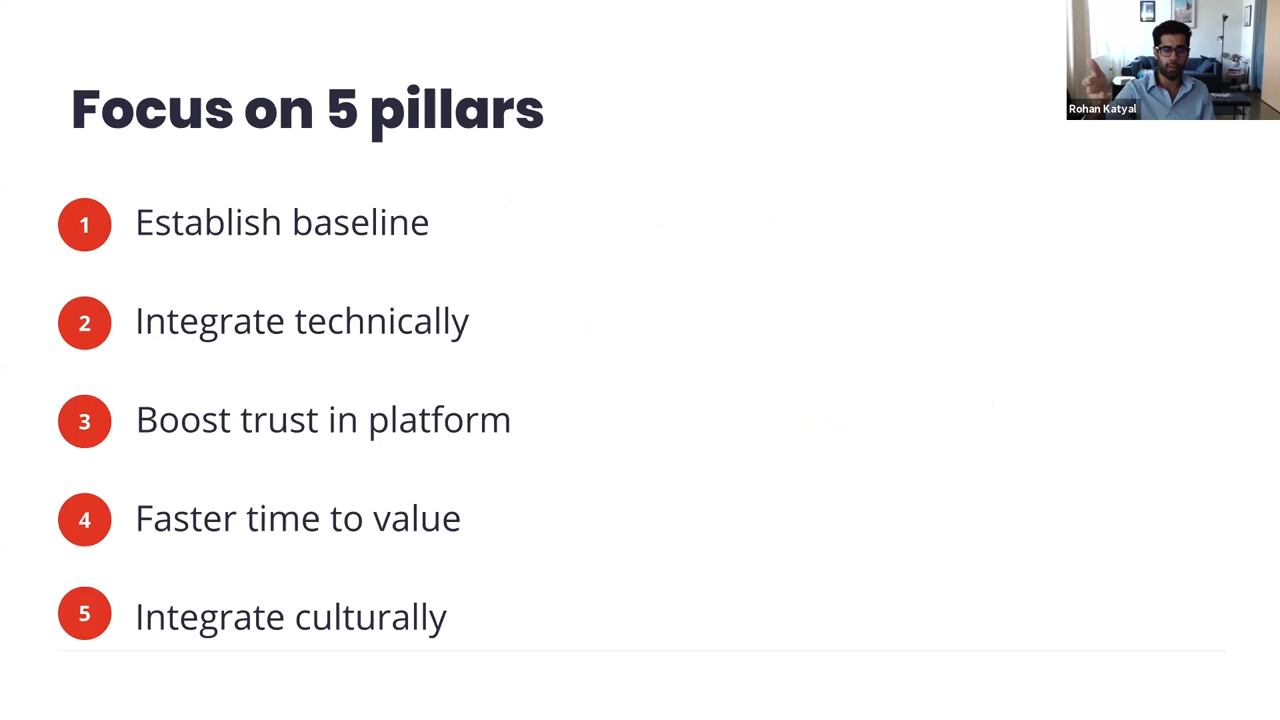 Focus on 5 pillars
Rohan Katyal
1 Establish baseline
2 Integrate technically
3 Boost trust in platform
4 Faster time to value
5 Integrate culturally